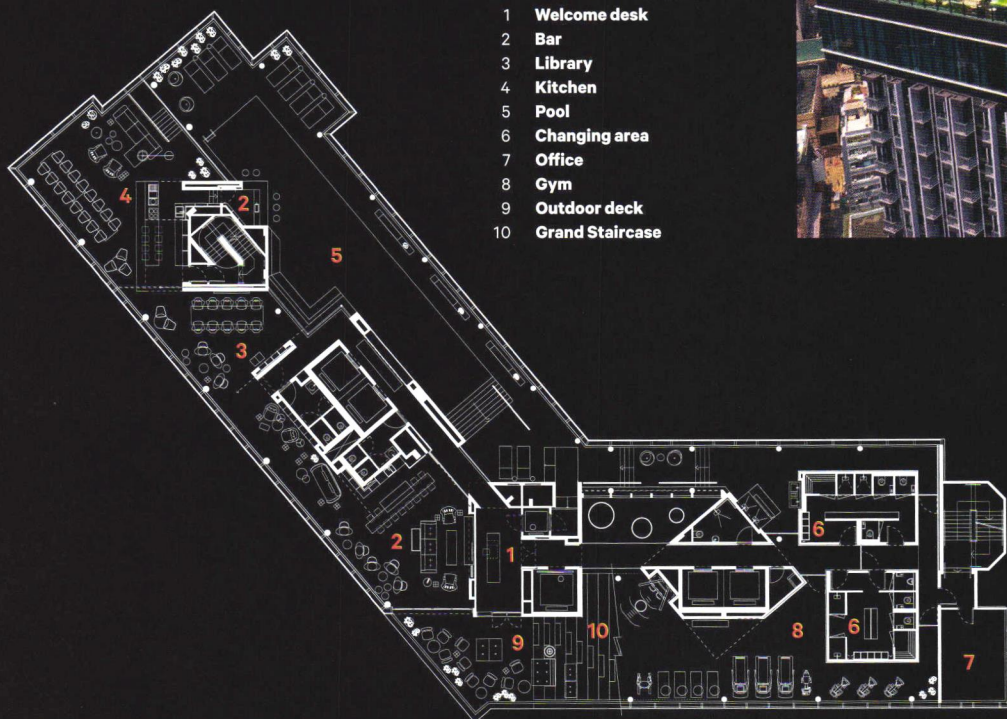 1 Welcome desk
2 Bar
3 Library
4 Kitchen
5 Pool
6 Changing area
7 Office
8 Gym
9 Outdoor deck
10 Grand Staircase
4
2
5
3
2
1
6
9
10
8
6
7